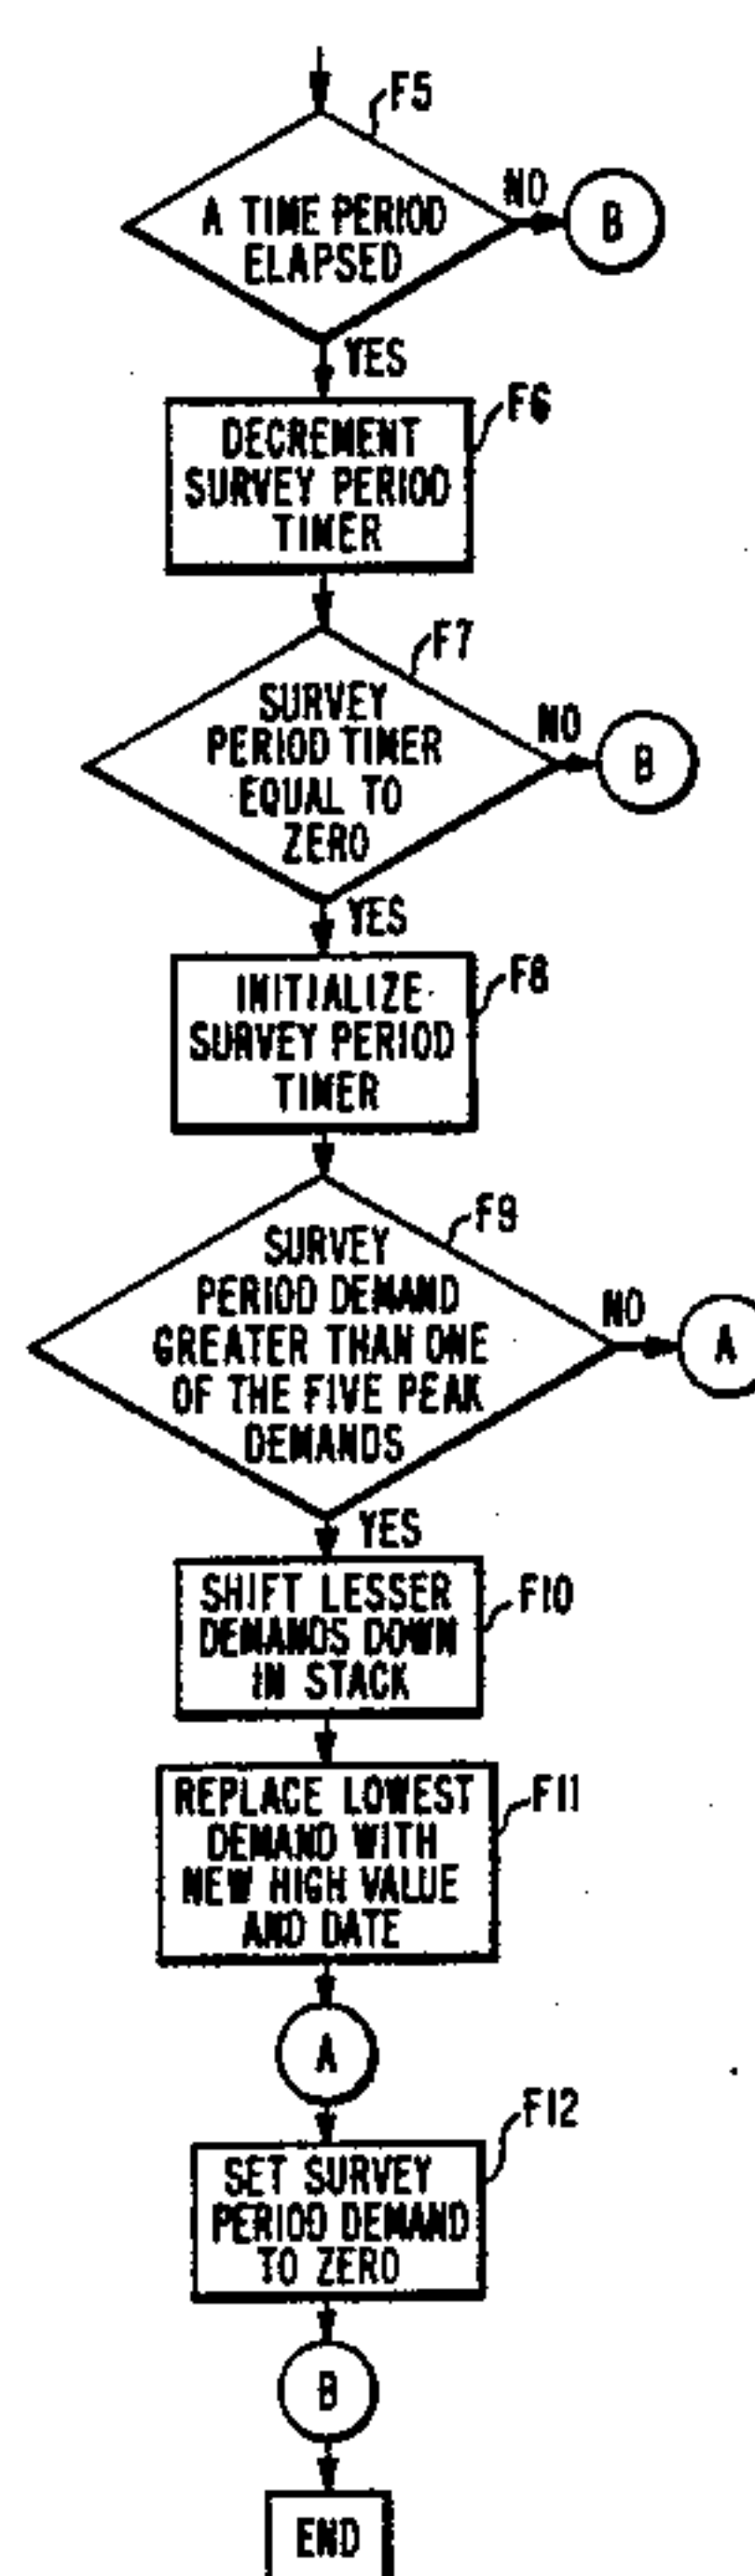 F5
A TIME PERIOD
ELAPSED
NO
B
YES
F6
DECREMENT
SURVEY PERIOD
TIMER
F7
SURVEY
PERIOD TIMER
EQUAL TO
ZERO
NO
B
YES
F8
INITIALIZE
SURVEY PERIOD
TIMER
F9
SURVEY
PERIOD DEMAND
GREATER THAN ONE
OF THE FIVE PEAK
DEMANDS
NO
A
YES
F10
SHIFT LESSER
DEMANDS DOWN
IN STACK
F11
REPLACE LOWEST
DEMAND WITH
NEW HIGH VALUE
AND DATE
A
F12
SET SURVEY
PERIOD DEMAND
TO ZERO
B
END